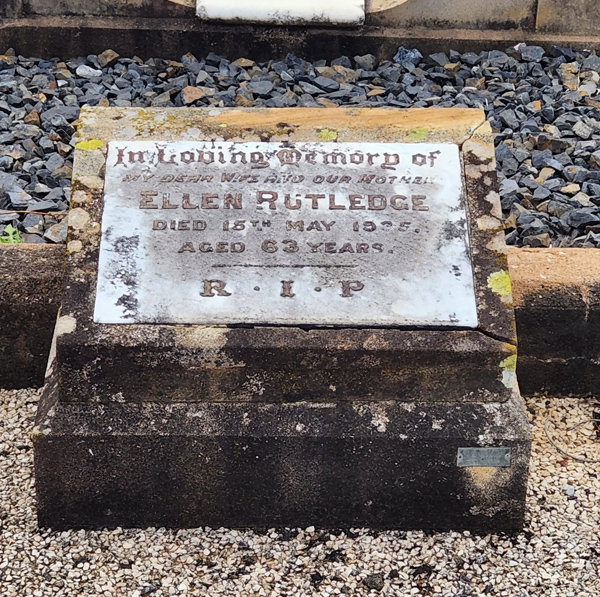 In Loving Memory of
MY DEAR WIFE AND OUR MOTHER
ELLEN RUTLEDGE
DIED 15TH MAY
AGED 63 YEARS.
R · I · P